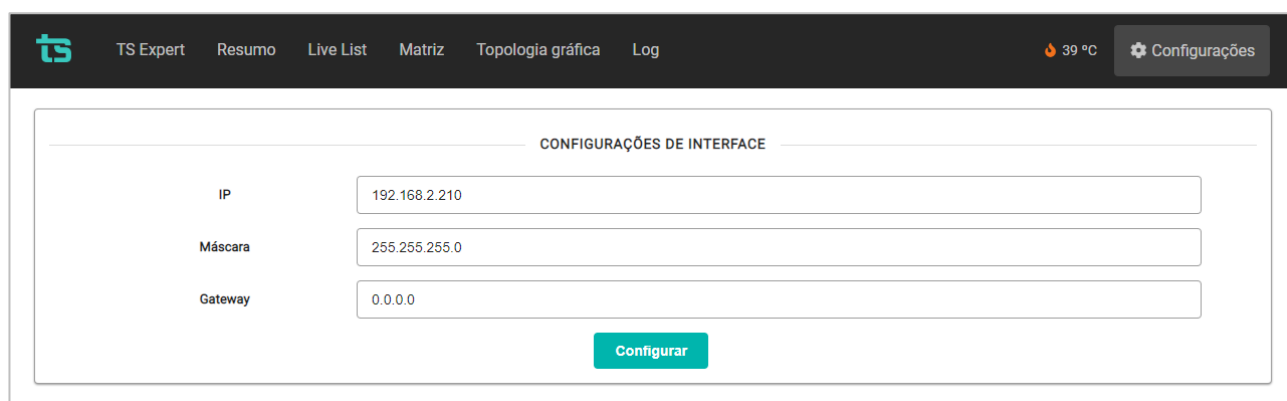 ts TS Expert Resumo Live List Matriz Topologia gráfica Log 39 ºC Configurações
CONFIGURAÇÕES DE INTERFACE
IP 192.168.2.210
Máscara 255.255.255.0
Gateway 0.0.0.0
Configurar